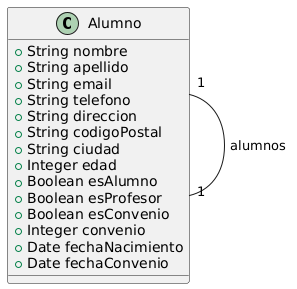 C Alumno
String nombre
String apellido
String email
String telefono
String direccion
String codigoPostal
String ciudad
Integer edad
Boolean esAlumno
Boolean esProfesor
Boolean esConvenio
Integer convenio
Date fechaNacimiento
Date fechaConvenio
1
alumnos
1